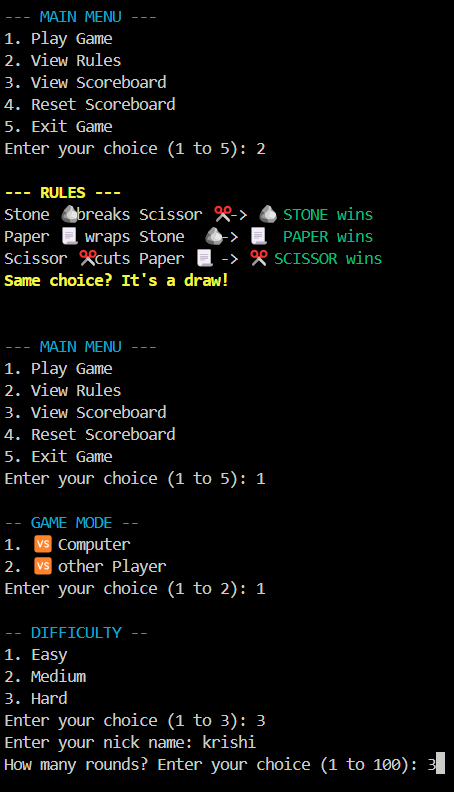 --- MAIN MENU ---
1. Play Game
2. View Rules
3. View Scoreboard
4. Reset Scoreboard
5. Exit Game
Enter your choice (1 to 5): 2
--- RULES ---
Stone 🪨breaks Scissor ✂️-> 🪨 STONE wins
Paper 📃 wraps Stone 🪨-> 📃 PAPER wins
Scissor ✂️cuts Paper 📃 -> ✂️ SCISSOR wins
Same choice? It's a draw!
--- MAIN MENU ---
1. Play Game
2. View Rules
3. View Scoreboard
4. Reset Scoreboard
5. Exit Game
Enter your choice (1 to 5): 1
-- GAME MODE --
1. 🆚 Computer
2. 🆚 other Player
Enter your choice (1 to 2): 1
-- DIFFICULTY --
1. Easy
2. Medium
3. Hard
Enter your choice (1 to 3): 3
Enter your nick name: krishi
How many rounds? Enter your choice (1 to 100): 3